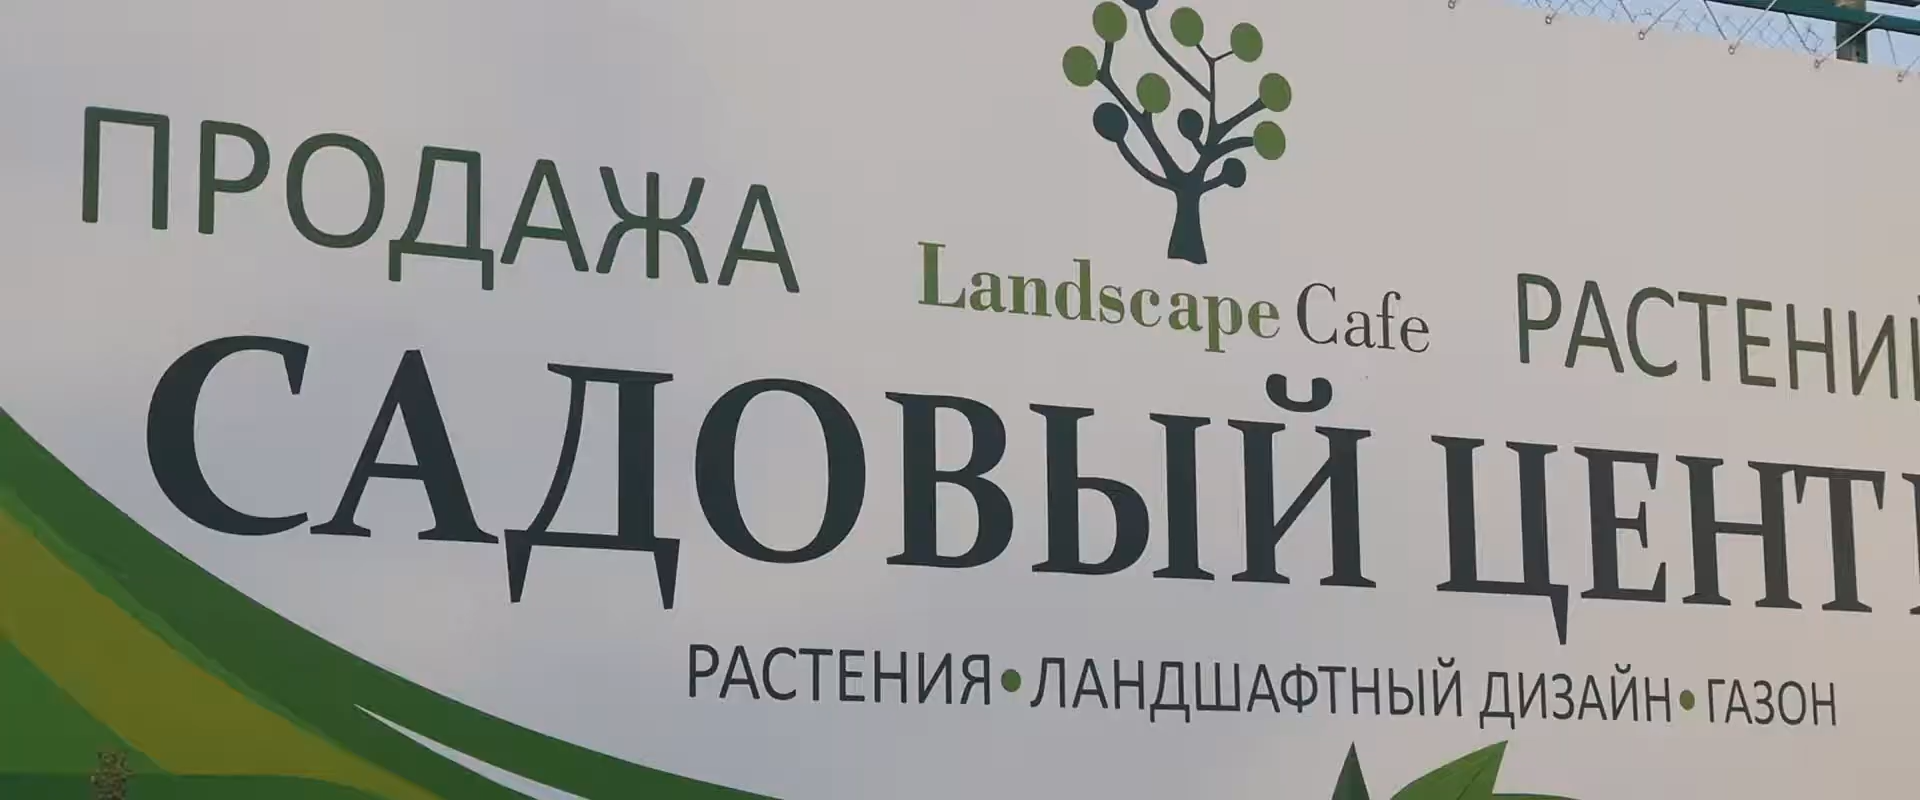 ПРОДАЖА
Landscape Cafe
РАСТЕНИЙ
САДОВЫЙ ЦЕНТР
РАСТЕНИЯ•ЛАНДШАФТНЫЙ ДИЗАЙН•ГАЗОН